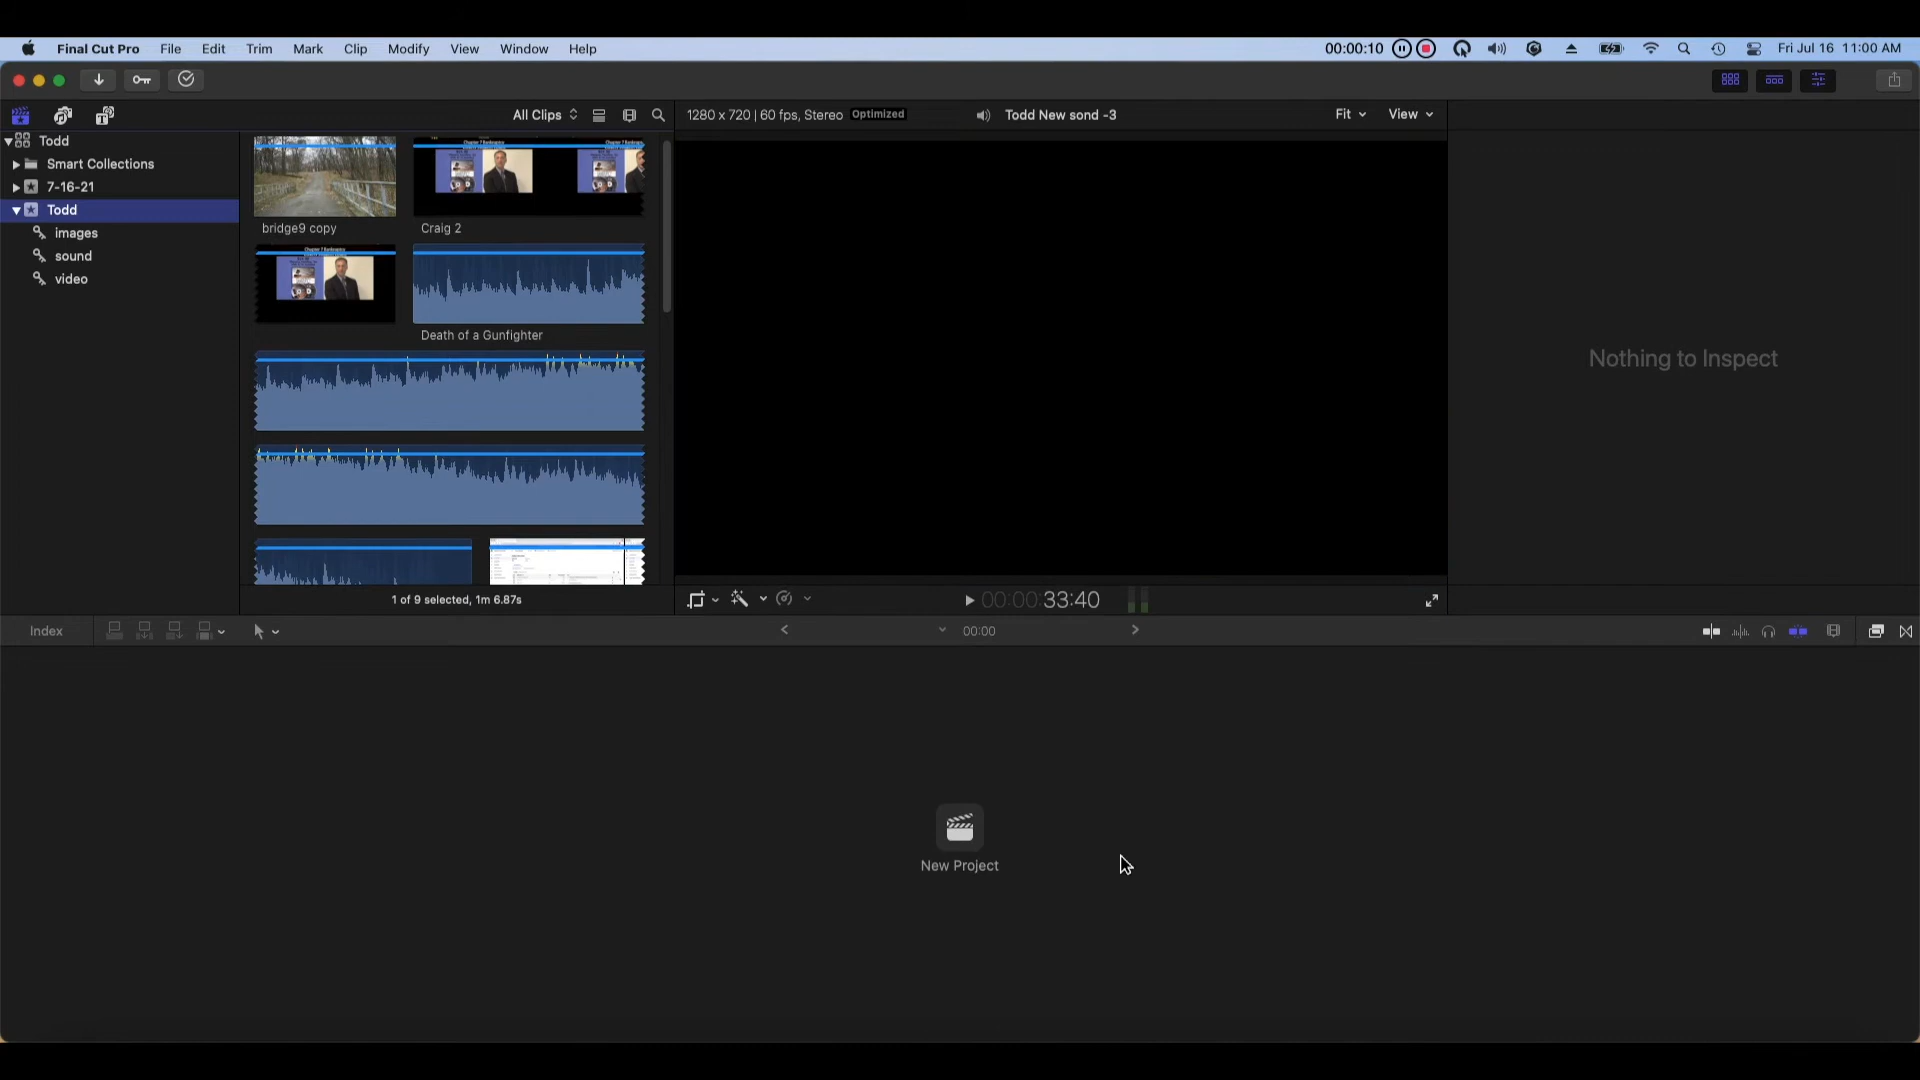 Final Cut Pro File Edit Trim Mark Clip Modify View Window Help 00:00:10 Fri Jul 16 11:00 AM
All Clips 1280 x 720 | 60 fps, Stereo Optimized Todd New sond -3 Fit View
Todd
Smart Collections
7-16-21
Todd
images
sound
video
bridge9 copy Craig 2
Death of a Gunfighter
Nothing to Inspect
1 of 9 selected, 1m 6.87s 00:00:33:40
Index 00:00
New Project